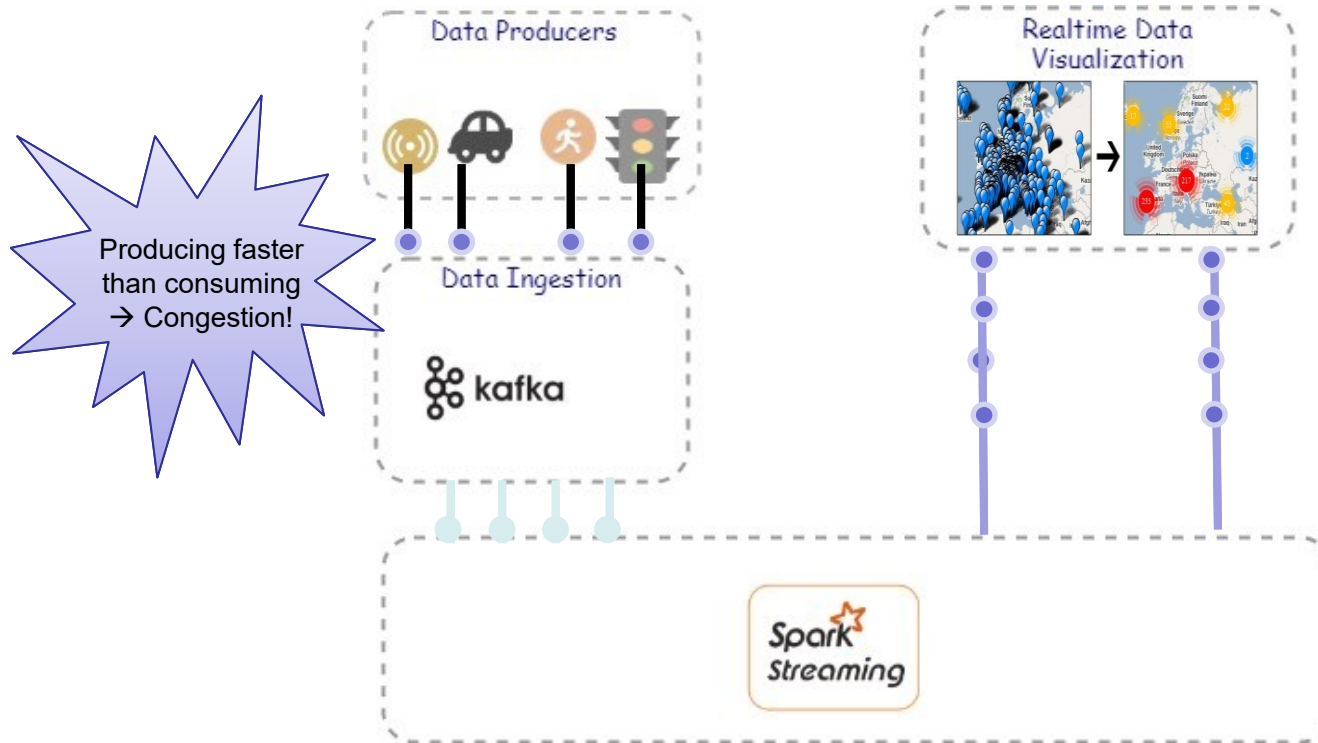 Data Producers
Realtime Data
Visualization
Producing faster
than consuming
→ Congestion!
Data Ingestion
kafka
Spark
Streaming